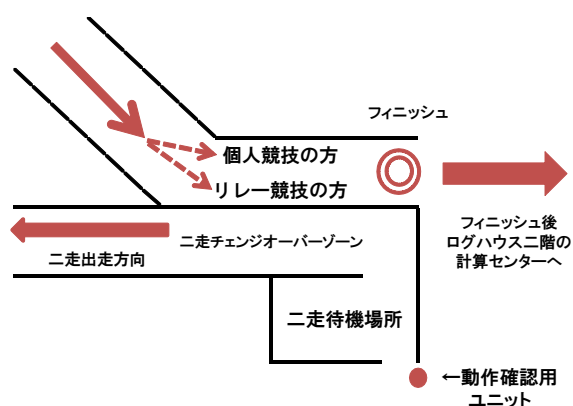 フィニッシュ
個人競技の方
リレー競技の方
フィニッシュ後
ログハウス二階の
計算センターへ
二走チェンジオーバーゾーン
二走出走方向
二走待機場所
←動作確認用
ユニット